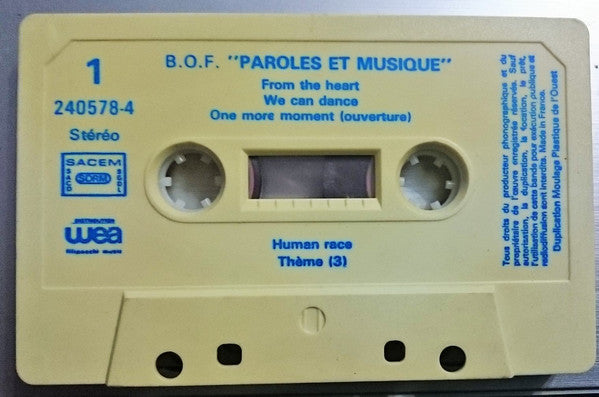 1
240578-4
Stéréo
SACEM
SACD
SDRM
SGDL
DISTRIBUTION
wea
filipacchi music
B.O.F. "PAROLES ET MUSIQUE"
From the heart
We can dance
One more moment (ouverture)
Human race
Thème (3)
Tous droits du producteur phonographique et du
propriétaire de l'œuvre enregistrée réservés. Sauf
autorisation, la duplication, la location, le prêt,
l'utilisation de cette bande pour exécution publique et
radiodiffusion sont interdits. Made in France.
Duplication Moulage Plastique de l'Ouest